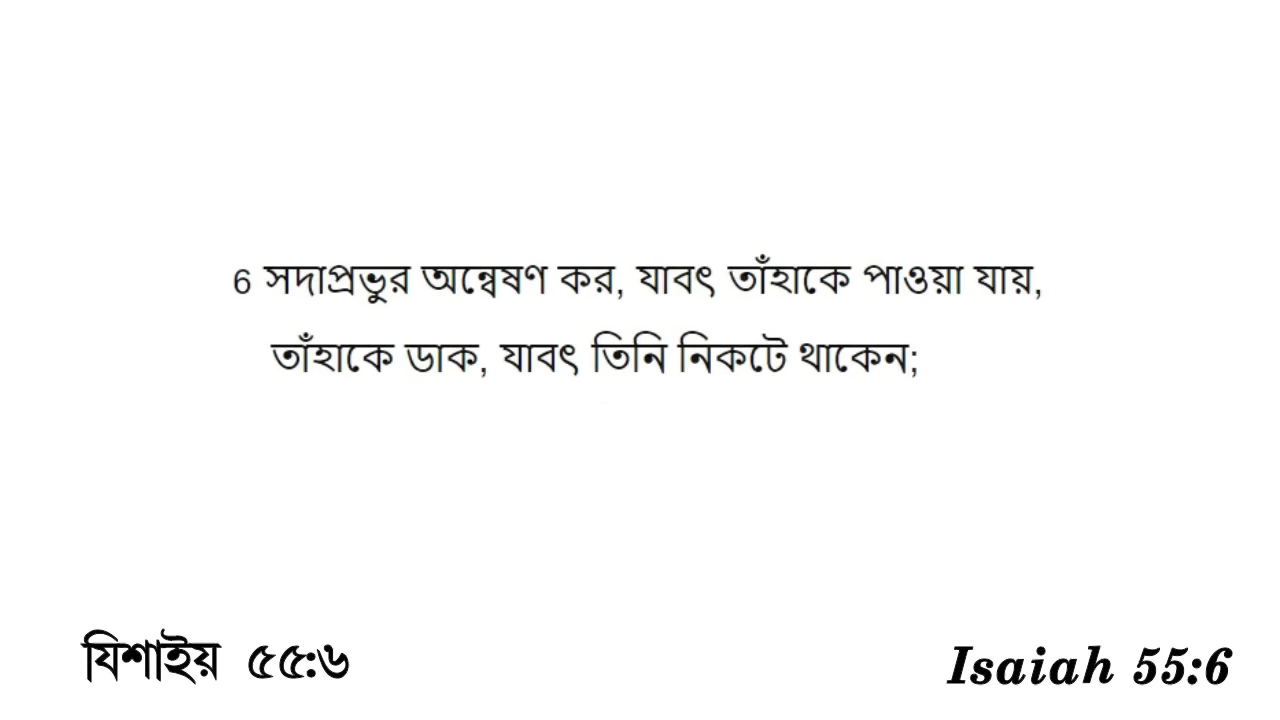 6 সদাপ্রভুর অন্বেষণ কর, যাবৎ তাঁহাকে পাওয়া যায়,
তাঁহাকে ডাক, যাবৎ তিনি নিকটে থাকেন;
যিশাইয় ৫৫:৬
Isaiah 55:6